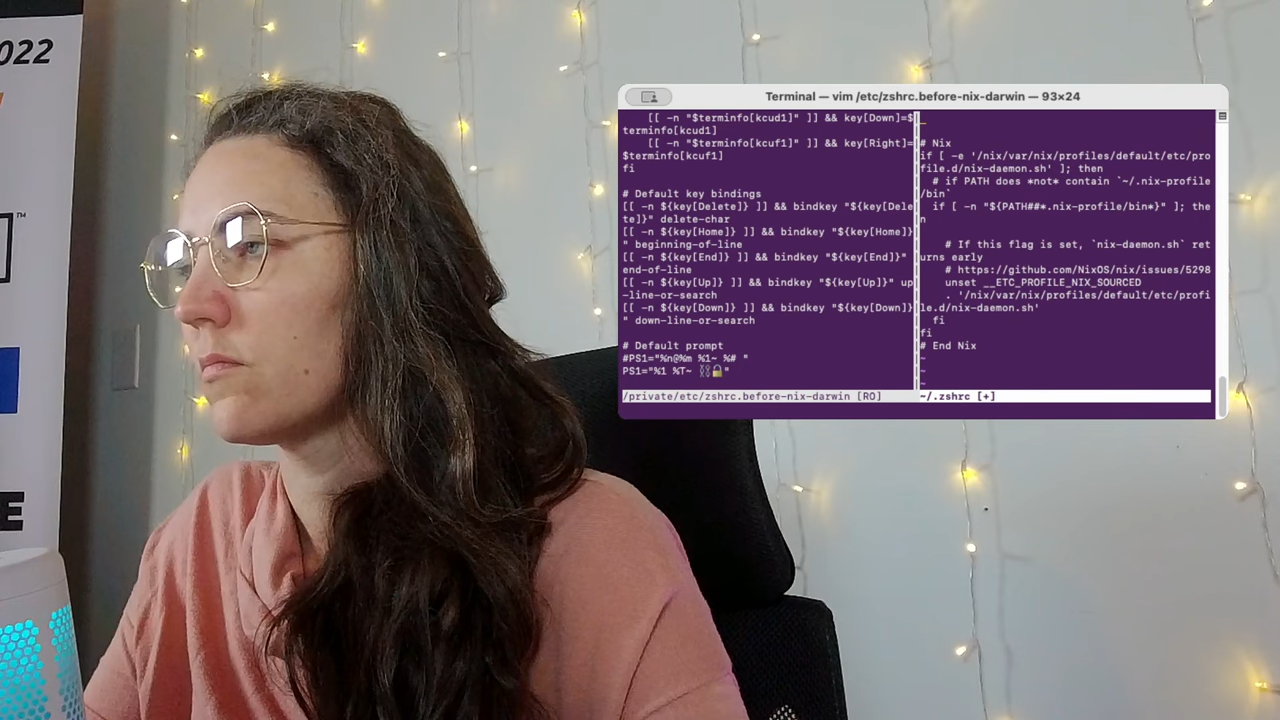 022
™
E
Terminal — vim /etc/zshrc.before-nix-darwin — 93×24
[[ -n "$terminfo[kcud1]" ]] && key[Down]=$
terminfo[kcud1]
[[ -n "$terminfo[kcuf1]" ]] && key[Right]=
$terminfo[kcuf1]
fi
# Default key bindings
[[ -n ${key[Delete]} ]] && bindkey "${key[Dele
te]}" delete-char
[[ -n ${key[Home]} ]] && bindkey "${key[Home]}
" beginning-of-line
[[ -n ${key[End]} ]] && bindkey "${key[End]}"
end-of-line
[[ -n ${key[Up]} ]] && bindkey "${key[Up]}" up
-line-or-search
[[ -n ${key[Down]} ]] && bindkey "${key[Down]}
" down-line-or-search
# Default prompt
#PS1="%n@%m %1~ %# "
PS1="%1 %T~ ⛓🔒"
/private/etc/zshrc.before-nix-darwin [RO]
# Nix
if [ -e '/nix/var/nix/profiles/default/etc/pro
file.d/nix-daemon.sh' ]; then
# if PATH does *not* contain `~/.nix-profile
/bin`
if [ -n "${PATH##*.nix-profile/bin*}" ]; the
n
# If this flag is set, `nix-daemon.sh` ret
urns early
# https://github.com/NixOS/nix/issues/5298
unset __ETC_PROFILE_NIX_SOURCED
. '/nix/var/nix/profiles/default/etc/profi
le.d/nix-daemon.sh'
fi
fi
# End Nix
~
~
~
~/.zshrc [+]